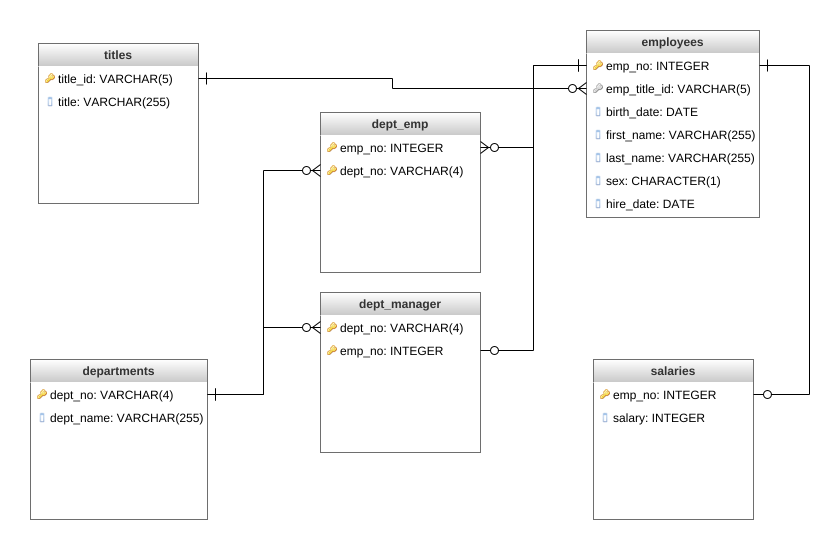 titles
title_id: VARCHAR(5)
title: VARCHAR(255)
employees
emp_no: INTEGER
emp_title_id: VARCHAR(5)
birth_date: DATE
first_name: VARCHAR(255)
last_name: VARCHAR(255)
sex: CHARACTER(1)
hire_date: DATE
dept_emp
emp_no: INTEGER
dept_no: VARCHAR(4)
dept_manager
dept_no: VARCHAR(4)
emp_no: INTEGER
departments
dept_no: VARCHAR(4)
dept_name: VARCHAR(255)
salaries
emp_no: INTEGER
salary: INTEGER